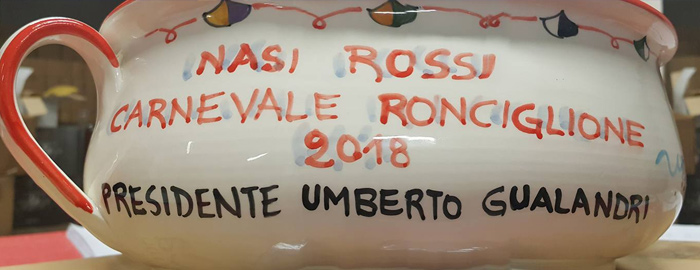 NASI ROSSI
CARNEVALE RONCIGLIONE
2018
PRESIDENTE UMBERTO GUALANDRI